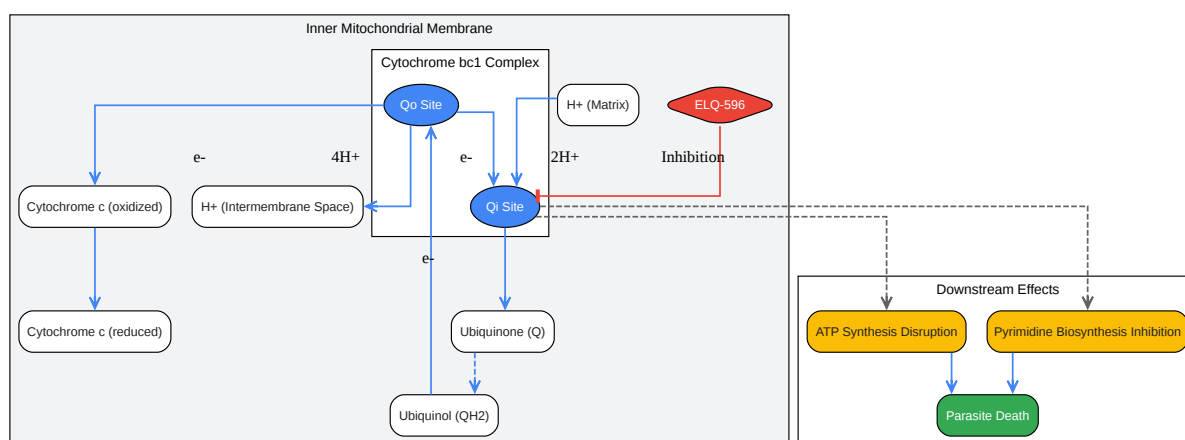 Inner Mitochondrial Membrane
Cytochrome bc1 Complex
Qo Site
H+ (Matrix)
ELQ-596
e-
4H+
e-
2H+
Inhibition
Cytochrome c (oxidized)
H+ (Intermembrane Space)
Qi Site
e-
Downstream Effects
Cytochrome c (reduced)
Ubiquinone (Q)
ATP Synthesis Disruption
Pyrimidine Biosynthesis Inhibition
Ubiquinol (QH2)
Parasite Death